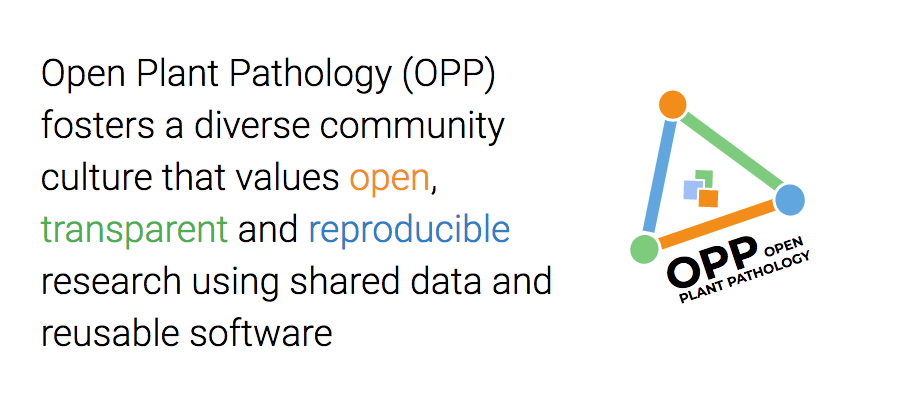 Open Plant Pathology (OPP)
fosters a diverse community
culture that values open,
transparent and reproducible
research using shared data and
reusable software
OPP OPEN
PLANT PATHOLOGY